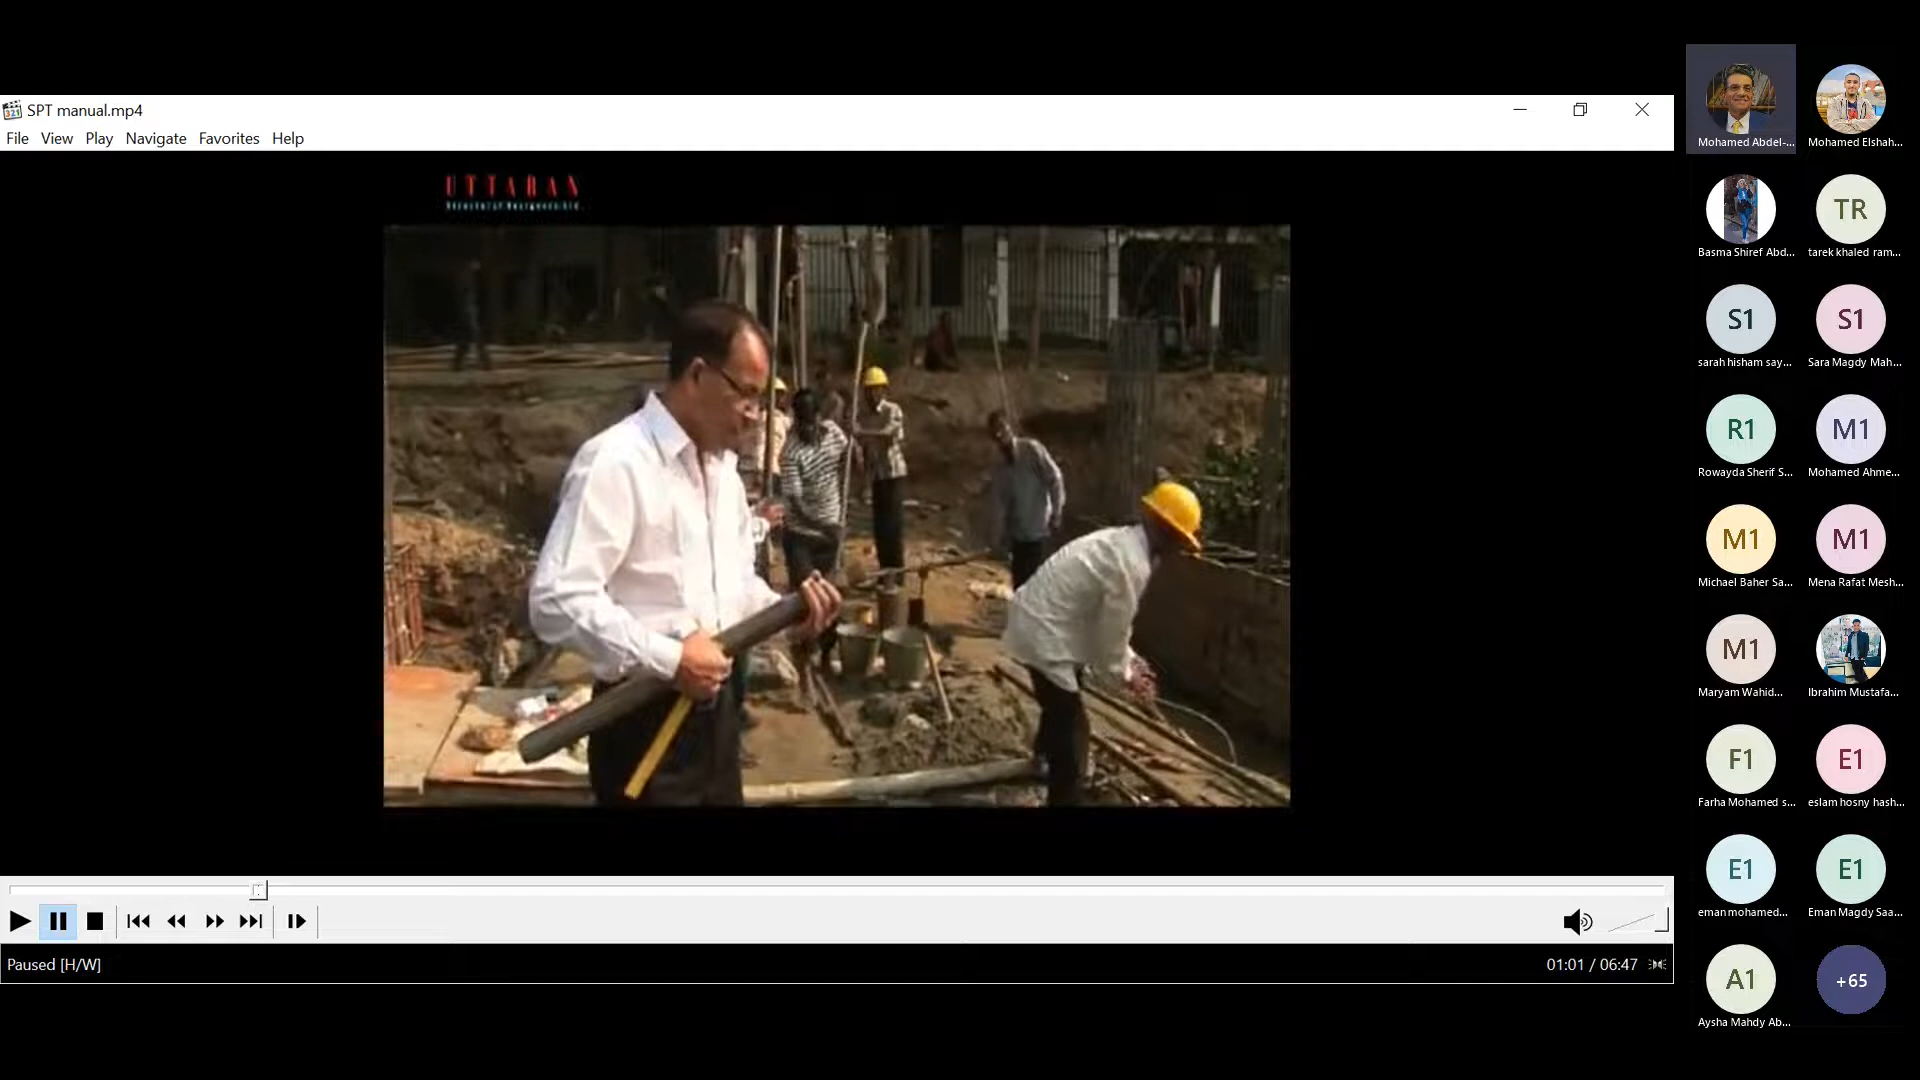 SPT manual.mp4
File View Play Navigate Favorites Help
UTTARAN
Structural Designers Ltd.
Paused [H/W]
01:01 / 06:47
Mohamed Abdel-...
Mohamed Elshah...
Basma Shiref Abd...
TR
tarek khaled ram...
S1
sarah hisham say...
S1
Sara Magdy Mah...
R1
Rowayda Sherif S...
M1
Mohamed Ahme...
M1
Michael Baher Sa...
M1
Mena Rafat Mesh...
M1
Maryam Wahid...
Ibrahim Mustafa...
F1
Farha Mohamed s...
E1
eslam hosny hash...
E1
eman mohamed...
E1
Eman Magdy Saa...
A1
Aysha Mahdy Ab...
+65